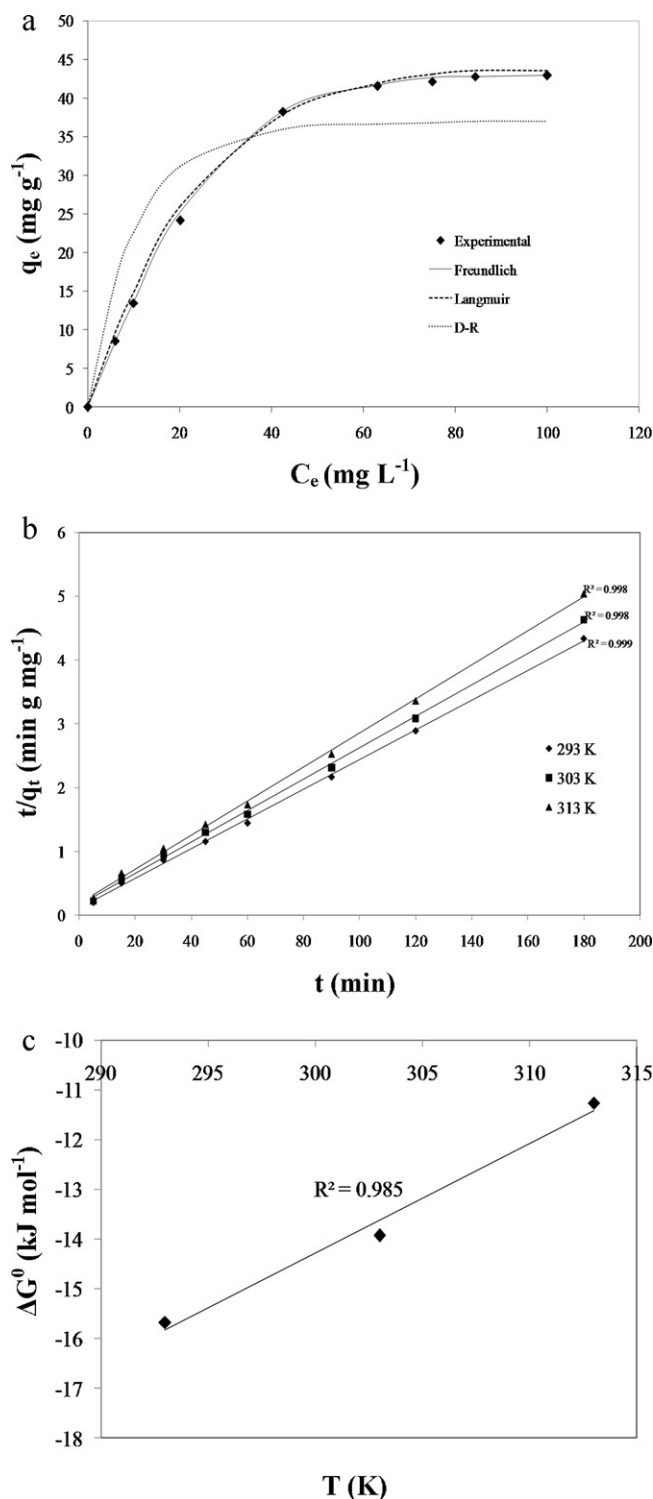 a
50
45
40
35
30
25
20
15
10
5
0
qe (mg g-1)
Experimental
Freundlich
Langmuir
D-R
0 20 40 60 80 100 120
Ce (mg L-1)
b
6
5
4
3
2
1
0
t/qt (min g mg-1)
R² = 0.998
R² = 0.998
R² = 0.999
293 K
303 K
313 K
0 20 40 60 80 100 120 140 160 180 200
t (min)
c
-10
290 295 300 305 310 315
-11
-12
-13
-14
-15
-16
-17
-18
ΔG0 (kJ mol-1)
R² = 0.985
T (K)